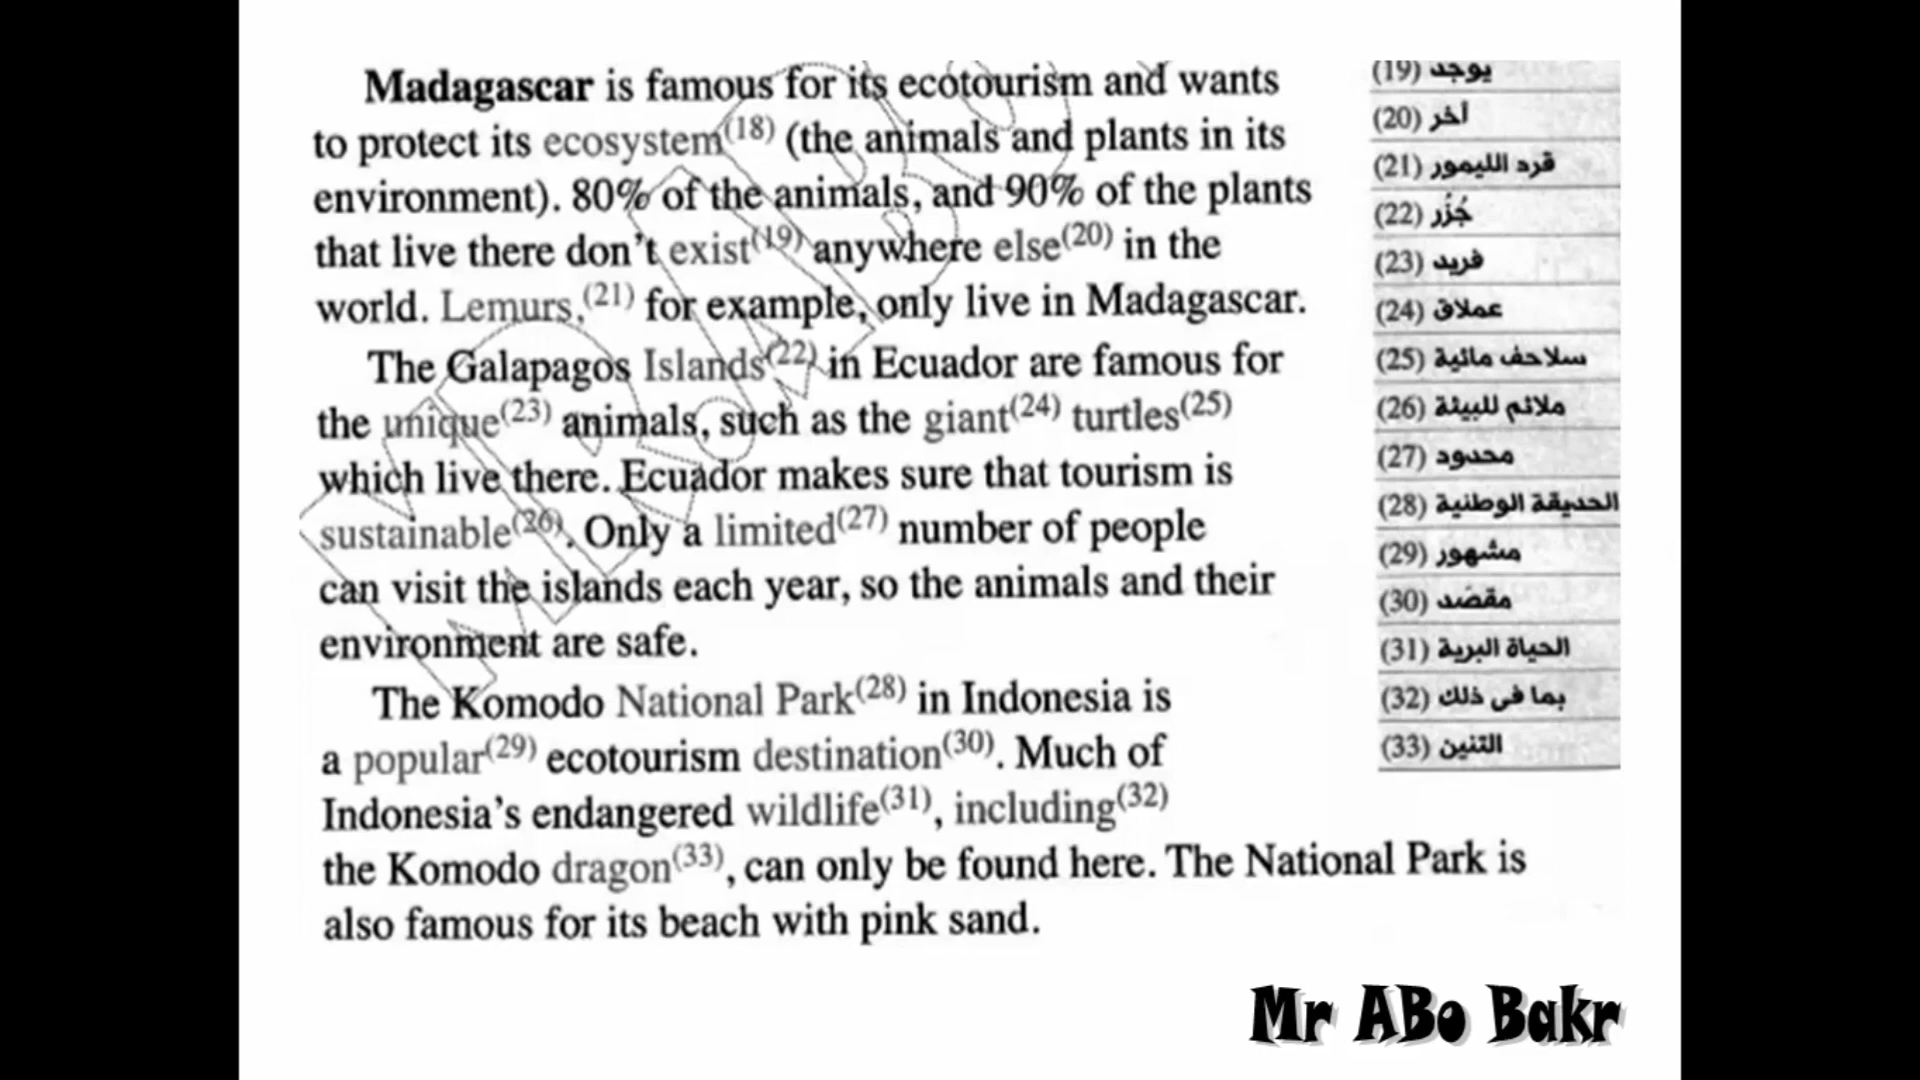 Madagascar is famous for its ecotourism and wants
to protect its ecosystem(18) (the animals and plants in its
environment). 80% of the animals, and 90% of the plants
that live there don't exist(19) anywhere else(20) in the
world. Lemurs,(21) for example, only live in Madagascar.
The Galapagos Islands(22) in Ecuador are famous for
the unique(23) animals, such as the giant(24) turtles(25)
which live there. Ecuador makes sure that tourism is
sustainable(26). Only a limited(27) number of people
can visit the islands each year, so the animals and their
environment are safe.
The Komodo National Park(28) in Indonesia is
a popular(29) ecotourism destination(30). Much of
Indonesia's endangered wildlife(31), including(32)
the Komodo dragon(33), can only be found here. The National Park is
also famous for its beach with pink sand.
(19) يوجد
(20) آخر
(21) قرد الليمور
(22) جُزُر
(23) فريد
(24) عملاق
(25) سلاحف مائية
(26) ملائم للبيئة
(27) محدود
(28) الحديقة الوطنية
(29) مشهور
(30) مقصَد
(31) الحياة البرية
(32) بما فى ذلك
(33) التنين
Mr ABo Bakr